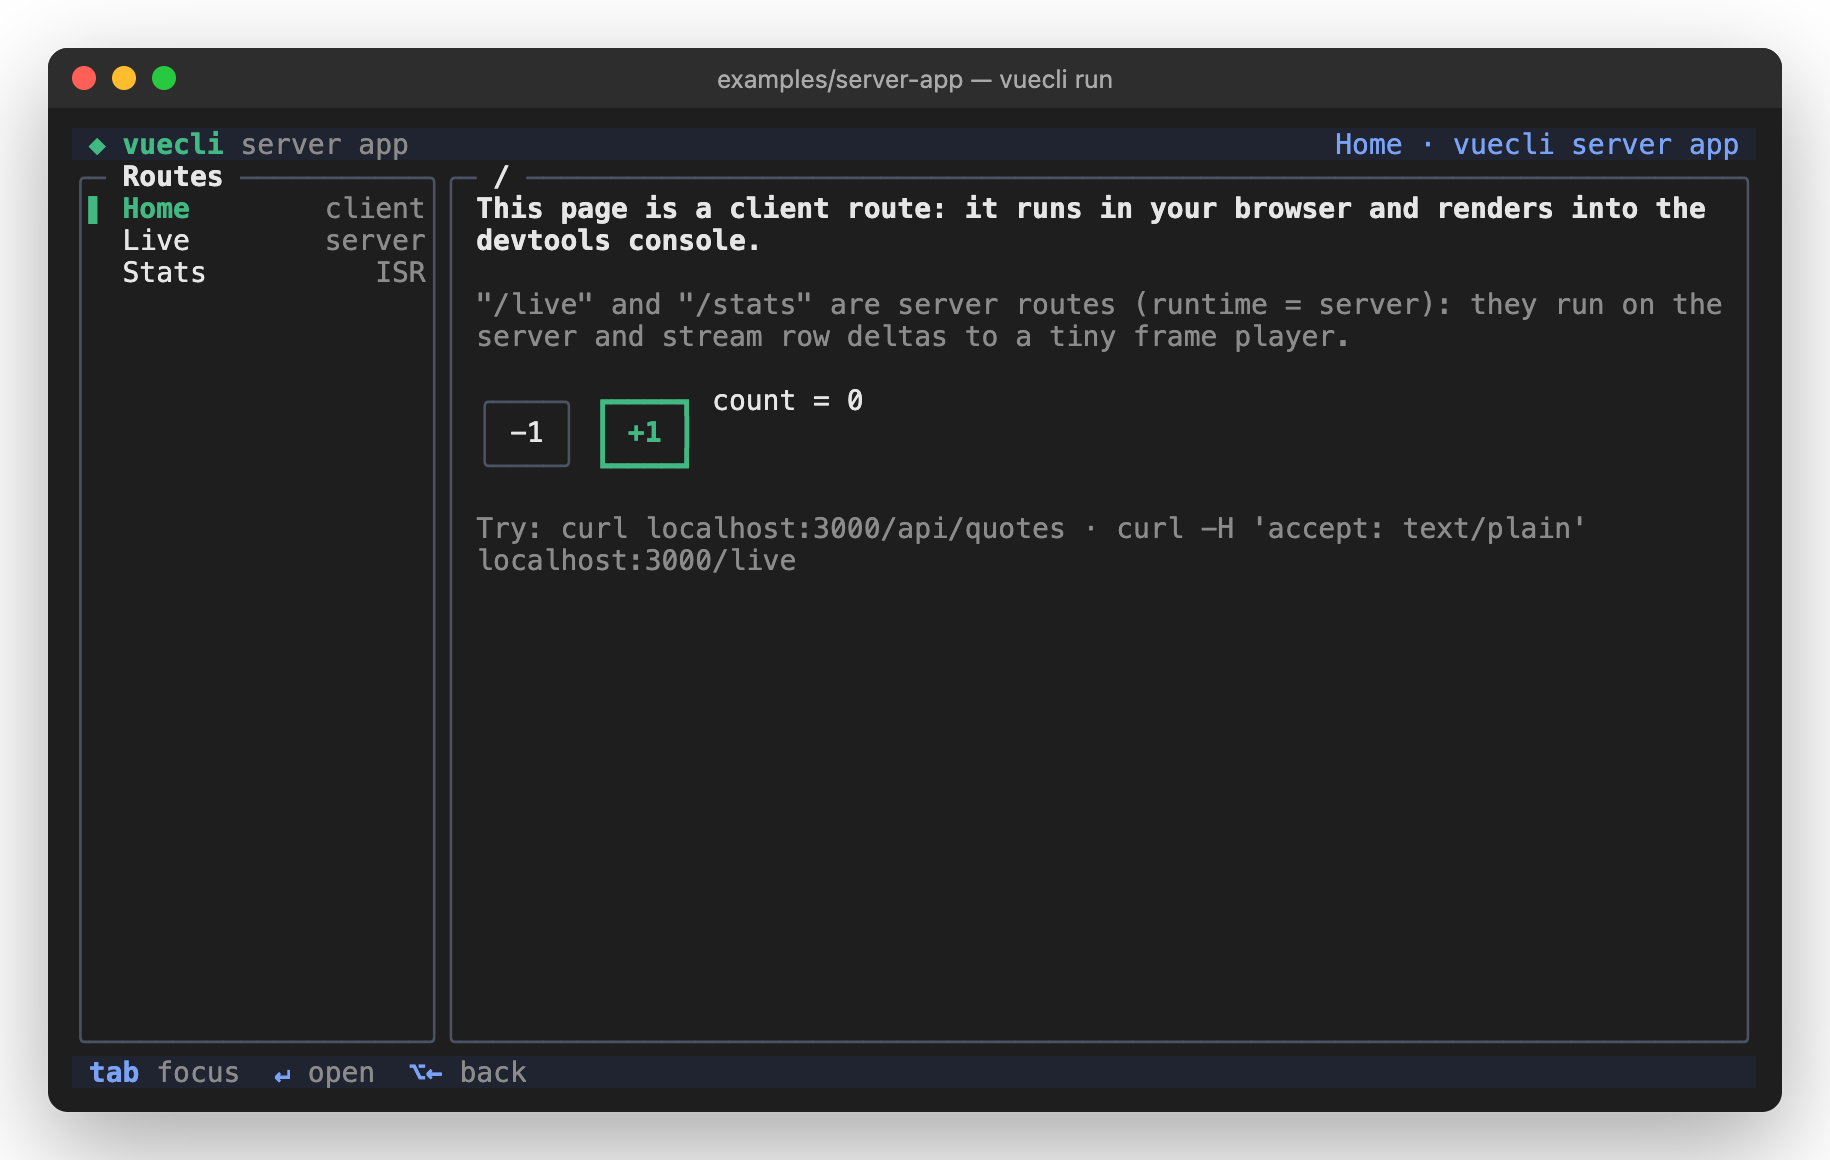 examples/server-app — vuecli run
◆ vuecli server app
Home · vuecli server app
Routes
Home client
Live server
Stats ISR
/
This page is a client route: it runs in your browser and renders into the
devtools console.
"/live" and "/stats" are server routes (runtime = server): they run on the
server and stream row deltas to a tiny frame player.
count = 0
-1 +1
Try: curl localhost:3000/api/quotes · curl -H 'accept: text/plain'
localhost:3000/live
tab focus ↵ open ⌥← back